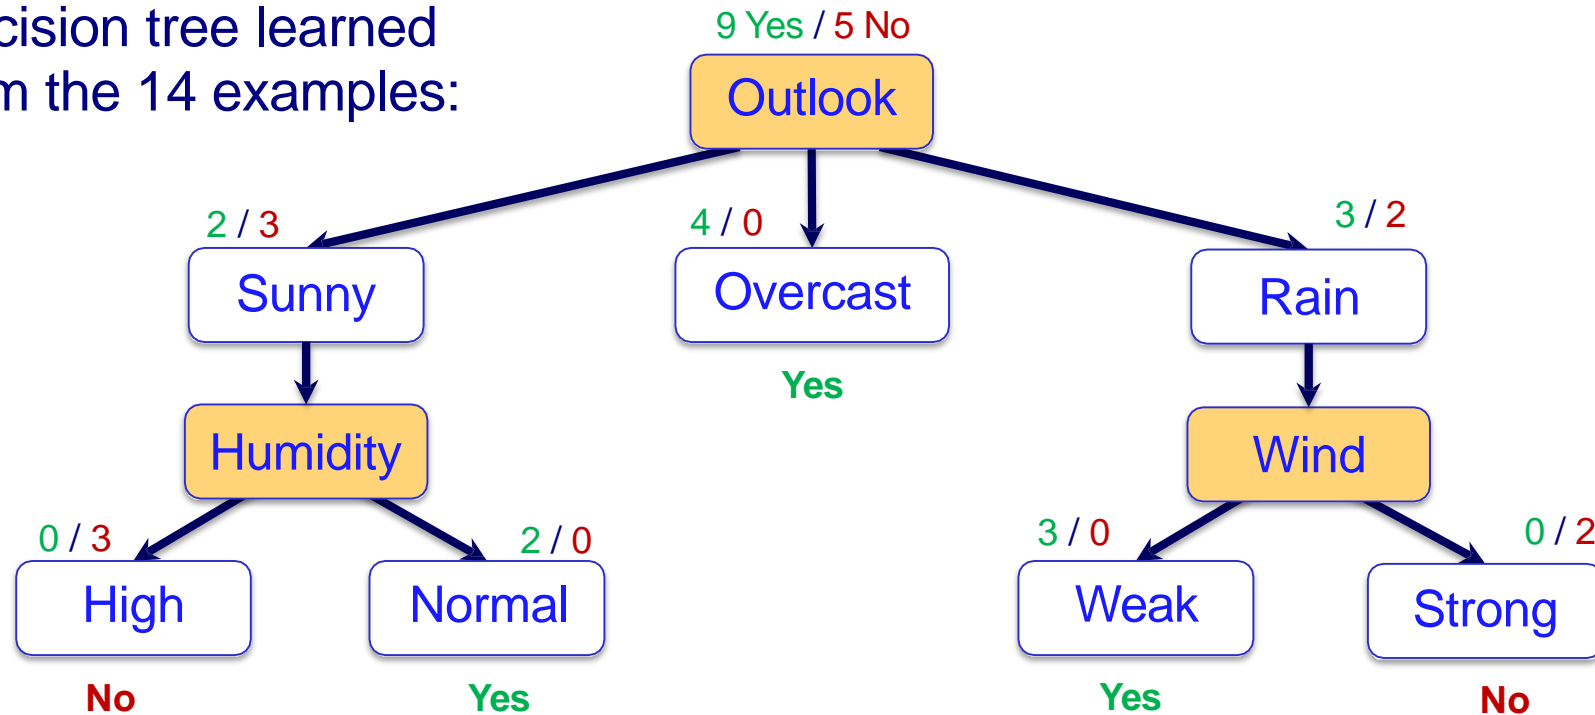 cision tree learned
m the 14 examples:
9 Yes / 5 No
Outlook
2 / 3
4 / 0
3 / 2
Sunny
Overcast
Rain
Yes
Humidity
Wind
0 / 3
2 / 0
3 / 0
0 / 2
High
Normal
Weak
Strong
No
Yes
Yes
No